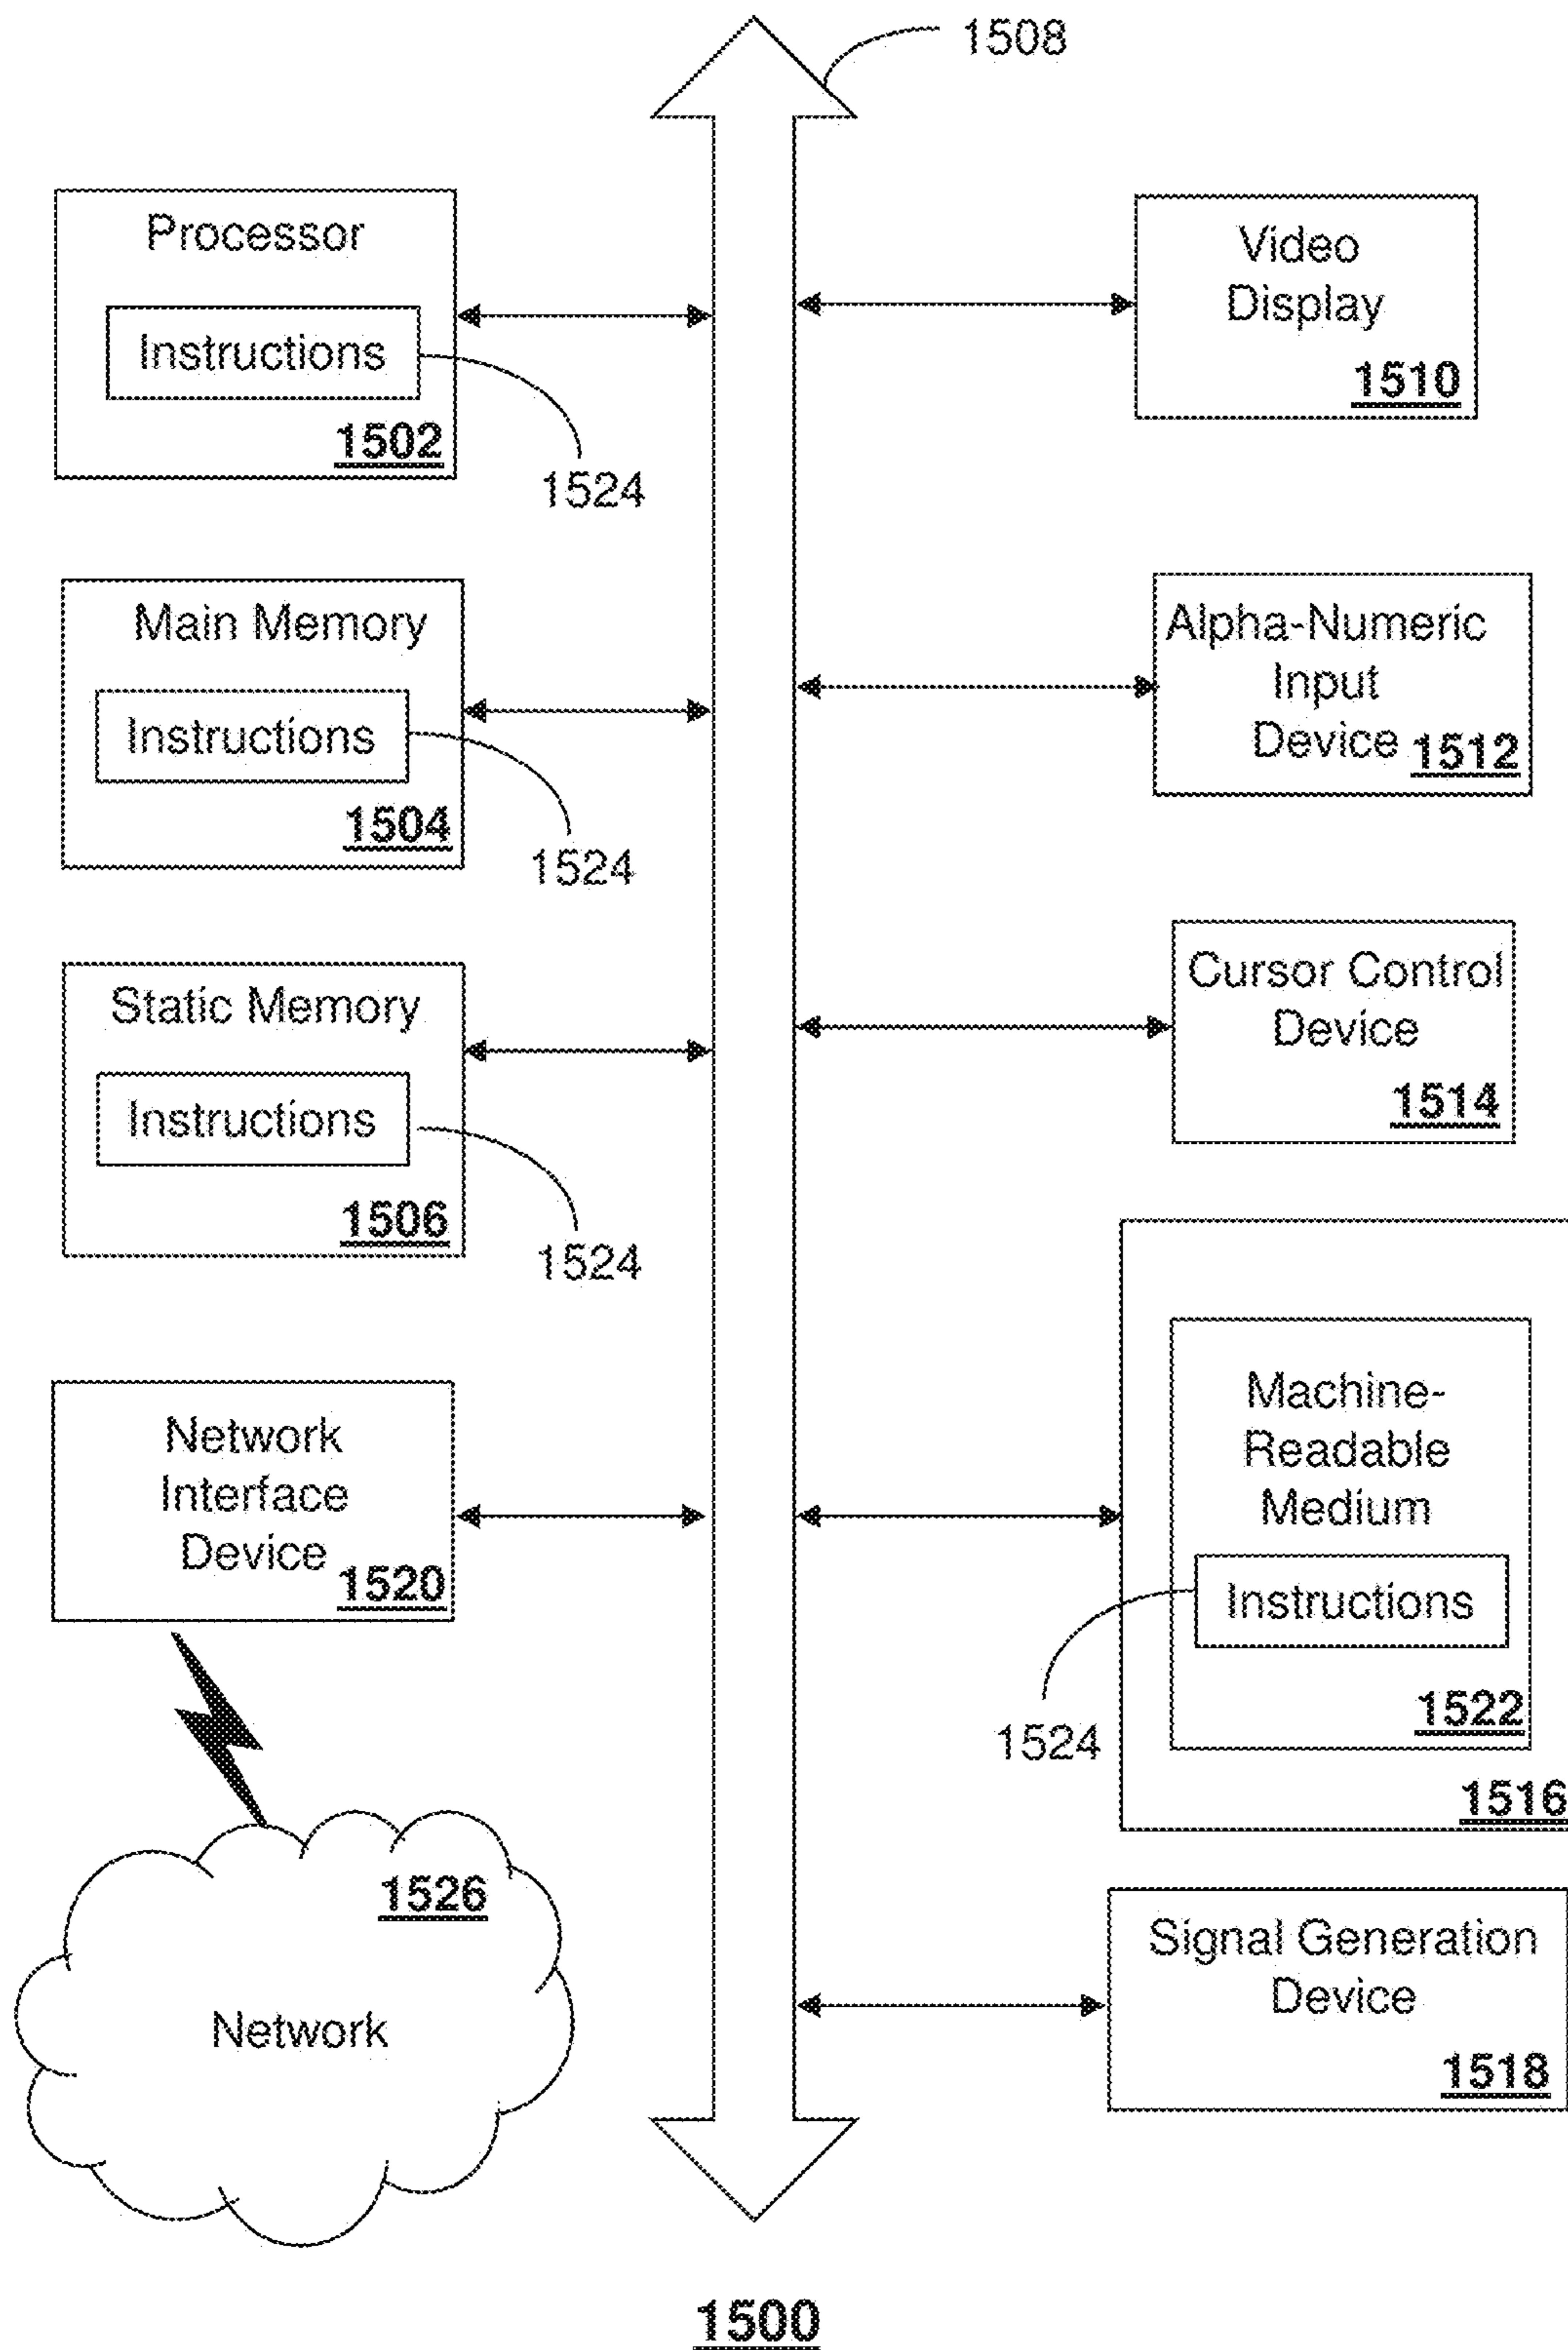 1508
Processor
Instructions
1502
1524
Main Memory
Instructions
1504
1524
Static Memory
Instructions
1506
1524
Network
Interface
Device
1520
1526
Network
Video
Display
1510
Alpha-Numeric
Input
Device
1512
Cursor Control
Device
1514
Machine-
Readable
Medium
Instructions
1524
1522
1516
Signal Generation
Device
1518
1500